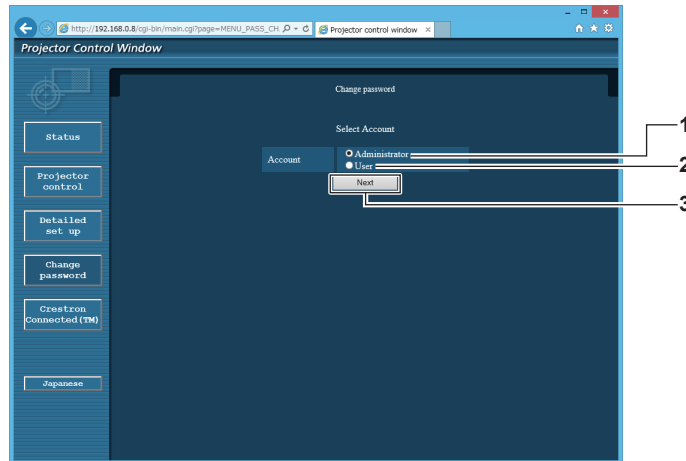 http://192.168.0.8/cgi-bin/main.cgi?page=MENU_PASS_CH
Projector control window
Projector Control Window
Change password
Select Account
Account
Administrator
User
Next
Status
Projector
control
Detailed
set up
Change
password
Crestron
Connected(TM)
Japanese
1
2
3